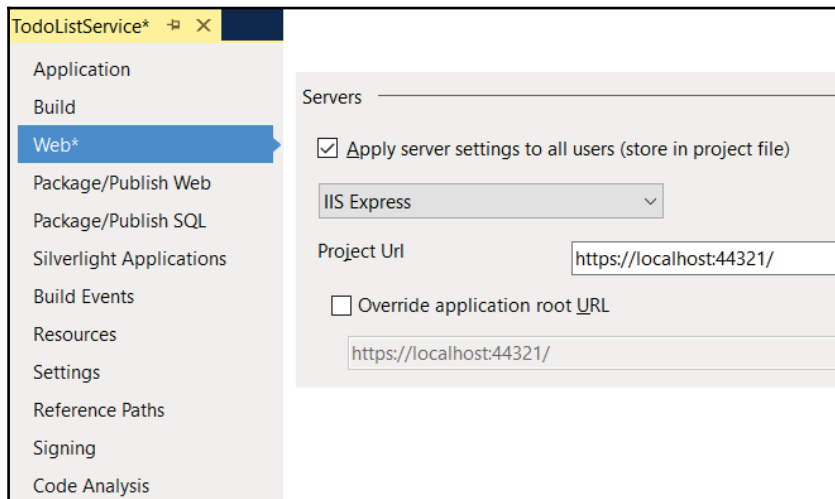 TodoListService*
Application
Build
Web*
Package/Publish Web
Package/Publish SQL
Silverlight Applications
Build Events
Resources
Settings
Reference Paths
Signing
Code Analysis
Servers
Apply server settings to all users (store in project file)
IIS Express
Project Url
https://localhost:44321/
Override application root URL
https://localhost:44321/